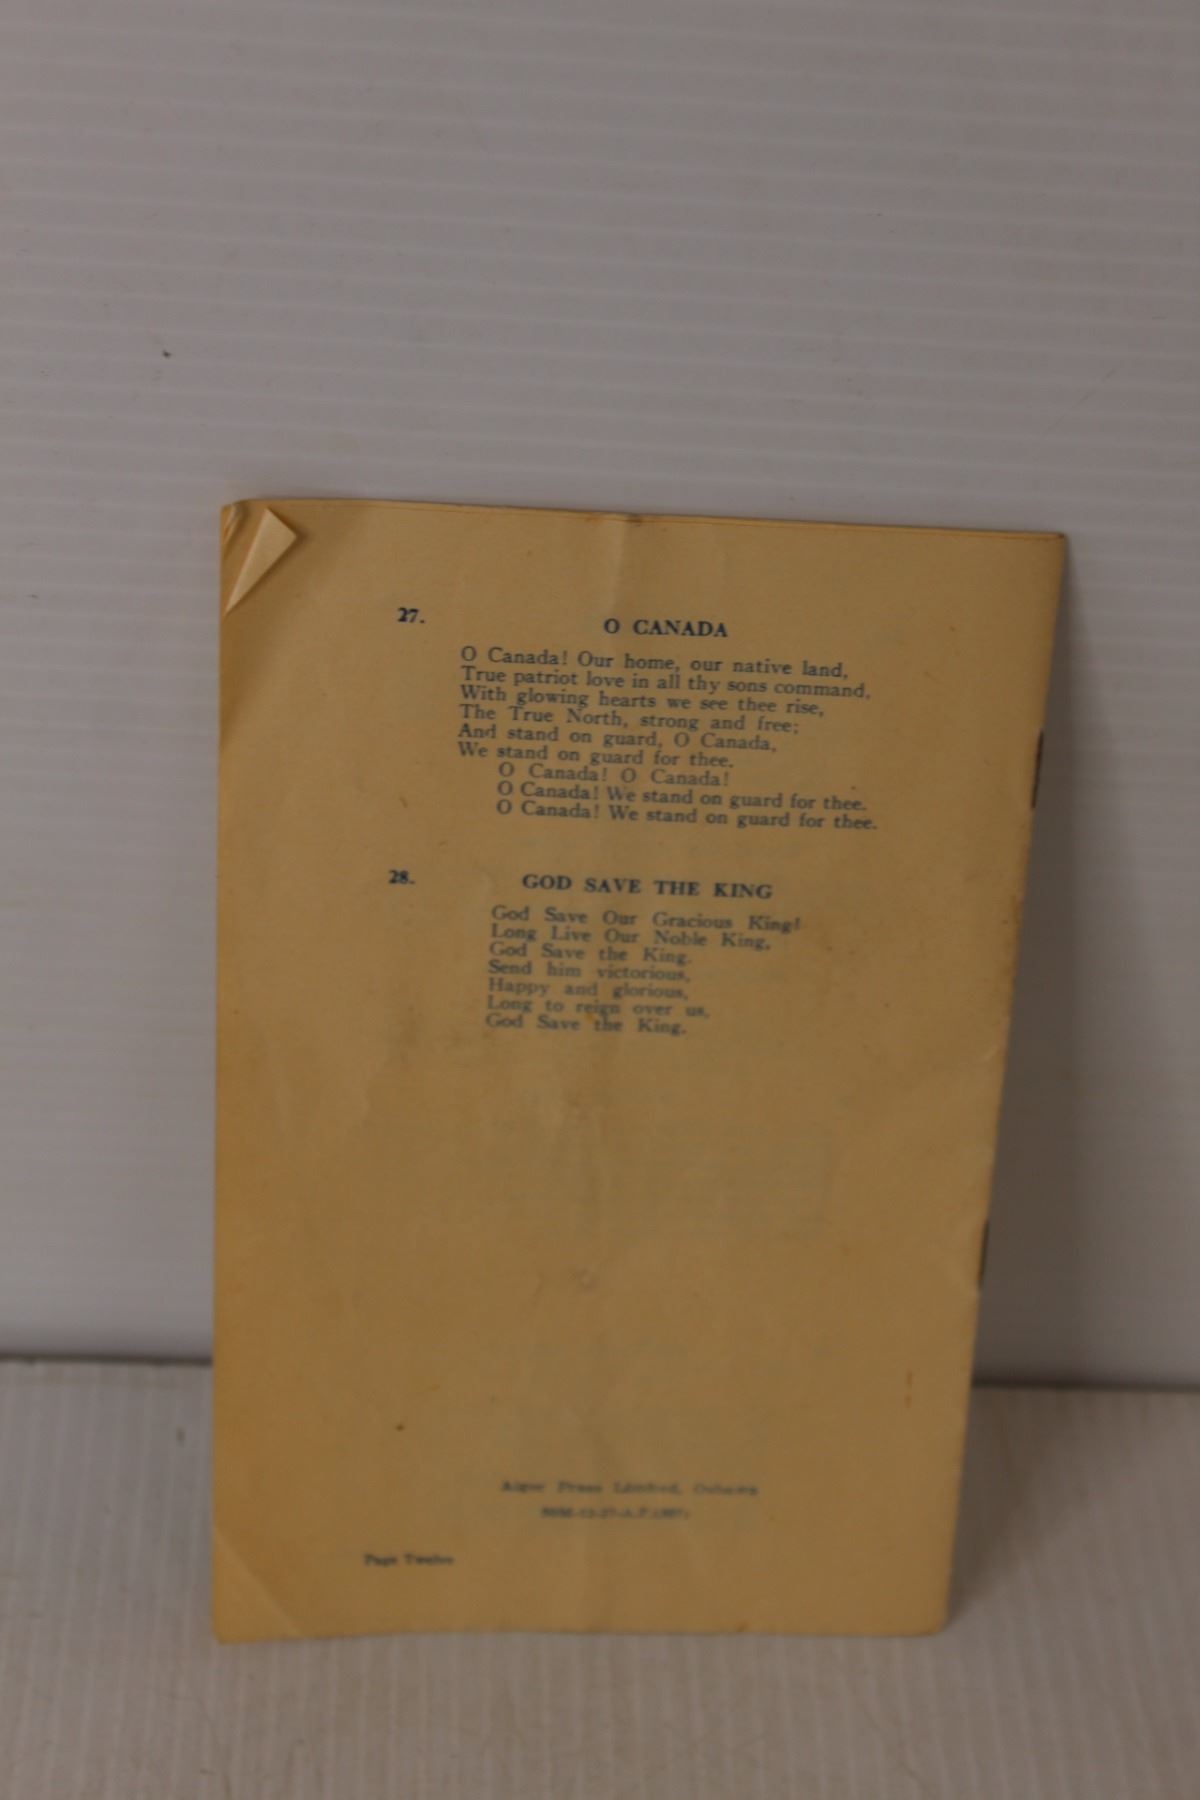 27.
O CANADA
O Canada! Our home, our native land,
True patriot love in all thy sons command,
With glowing hearts we see thee rise,
The True North, strong and free;
And stand on guard, O Canada,
We stand on guard for thee.
O Canada! O Canada!
O Canada! We stand on guard for thee.
O Canada! We stand on guard for thee.
28.
GOD SAVE THE KING
God Save Our Gracious King!
Long Live Our Noble King,
God Save the King.
Send him victorious,
Happy and glorious,
Long to reign over us,
God Save the King.
Alger Press Limited, Oshawa
Page Twelve